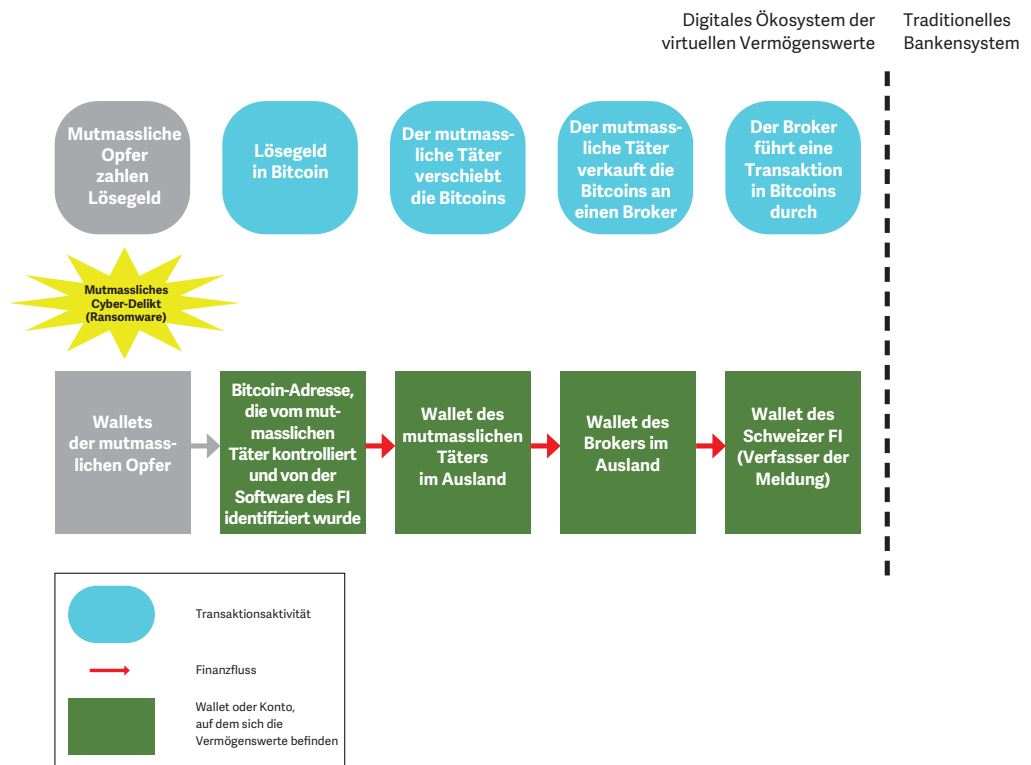 Digitales Ökosystem der
virtuellen Vermögenswerte
Traditionelles
Bankensystem
Mutmassliche
Opfer
zahlen
Lösegeld
Lösegeld
in Bitcoin
Der mutmass-
liche Täter
verschiebt
die Bitcoins
Der mutmass-
liche Täter
verkauft die
Bitcoins an
einen Broker
Der Broker
führt eine
Transaktion
in Bitcoins
durch
Mutmassliches
Cyber-Delikt
(Ransomware)
Wallets
der mutmass-
lichen Opfer
Bitcoin-Adresse,
die vom mut-
masslichen
Täter kontrolliert
und von der
Software des FI
identifiziert wurde
Wallet des
mutmasslichen
Täters
im Ausland
Wallet des
Brokers im
Ausland
Wallet des
Schweizer FI
(Verfasser der
Meldung)
Transaktionsaktivität
Finanzfluss
Wallet oder Konto,
auf dem sich die
Vermögenswerte befinden